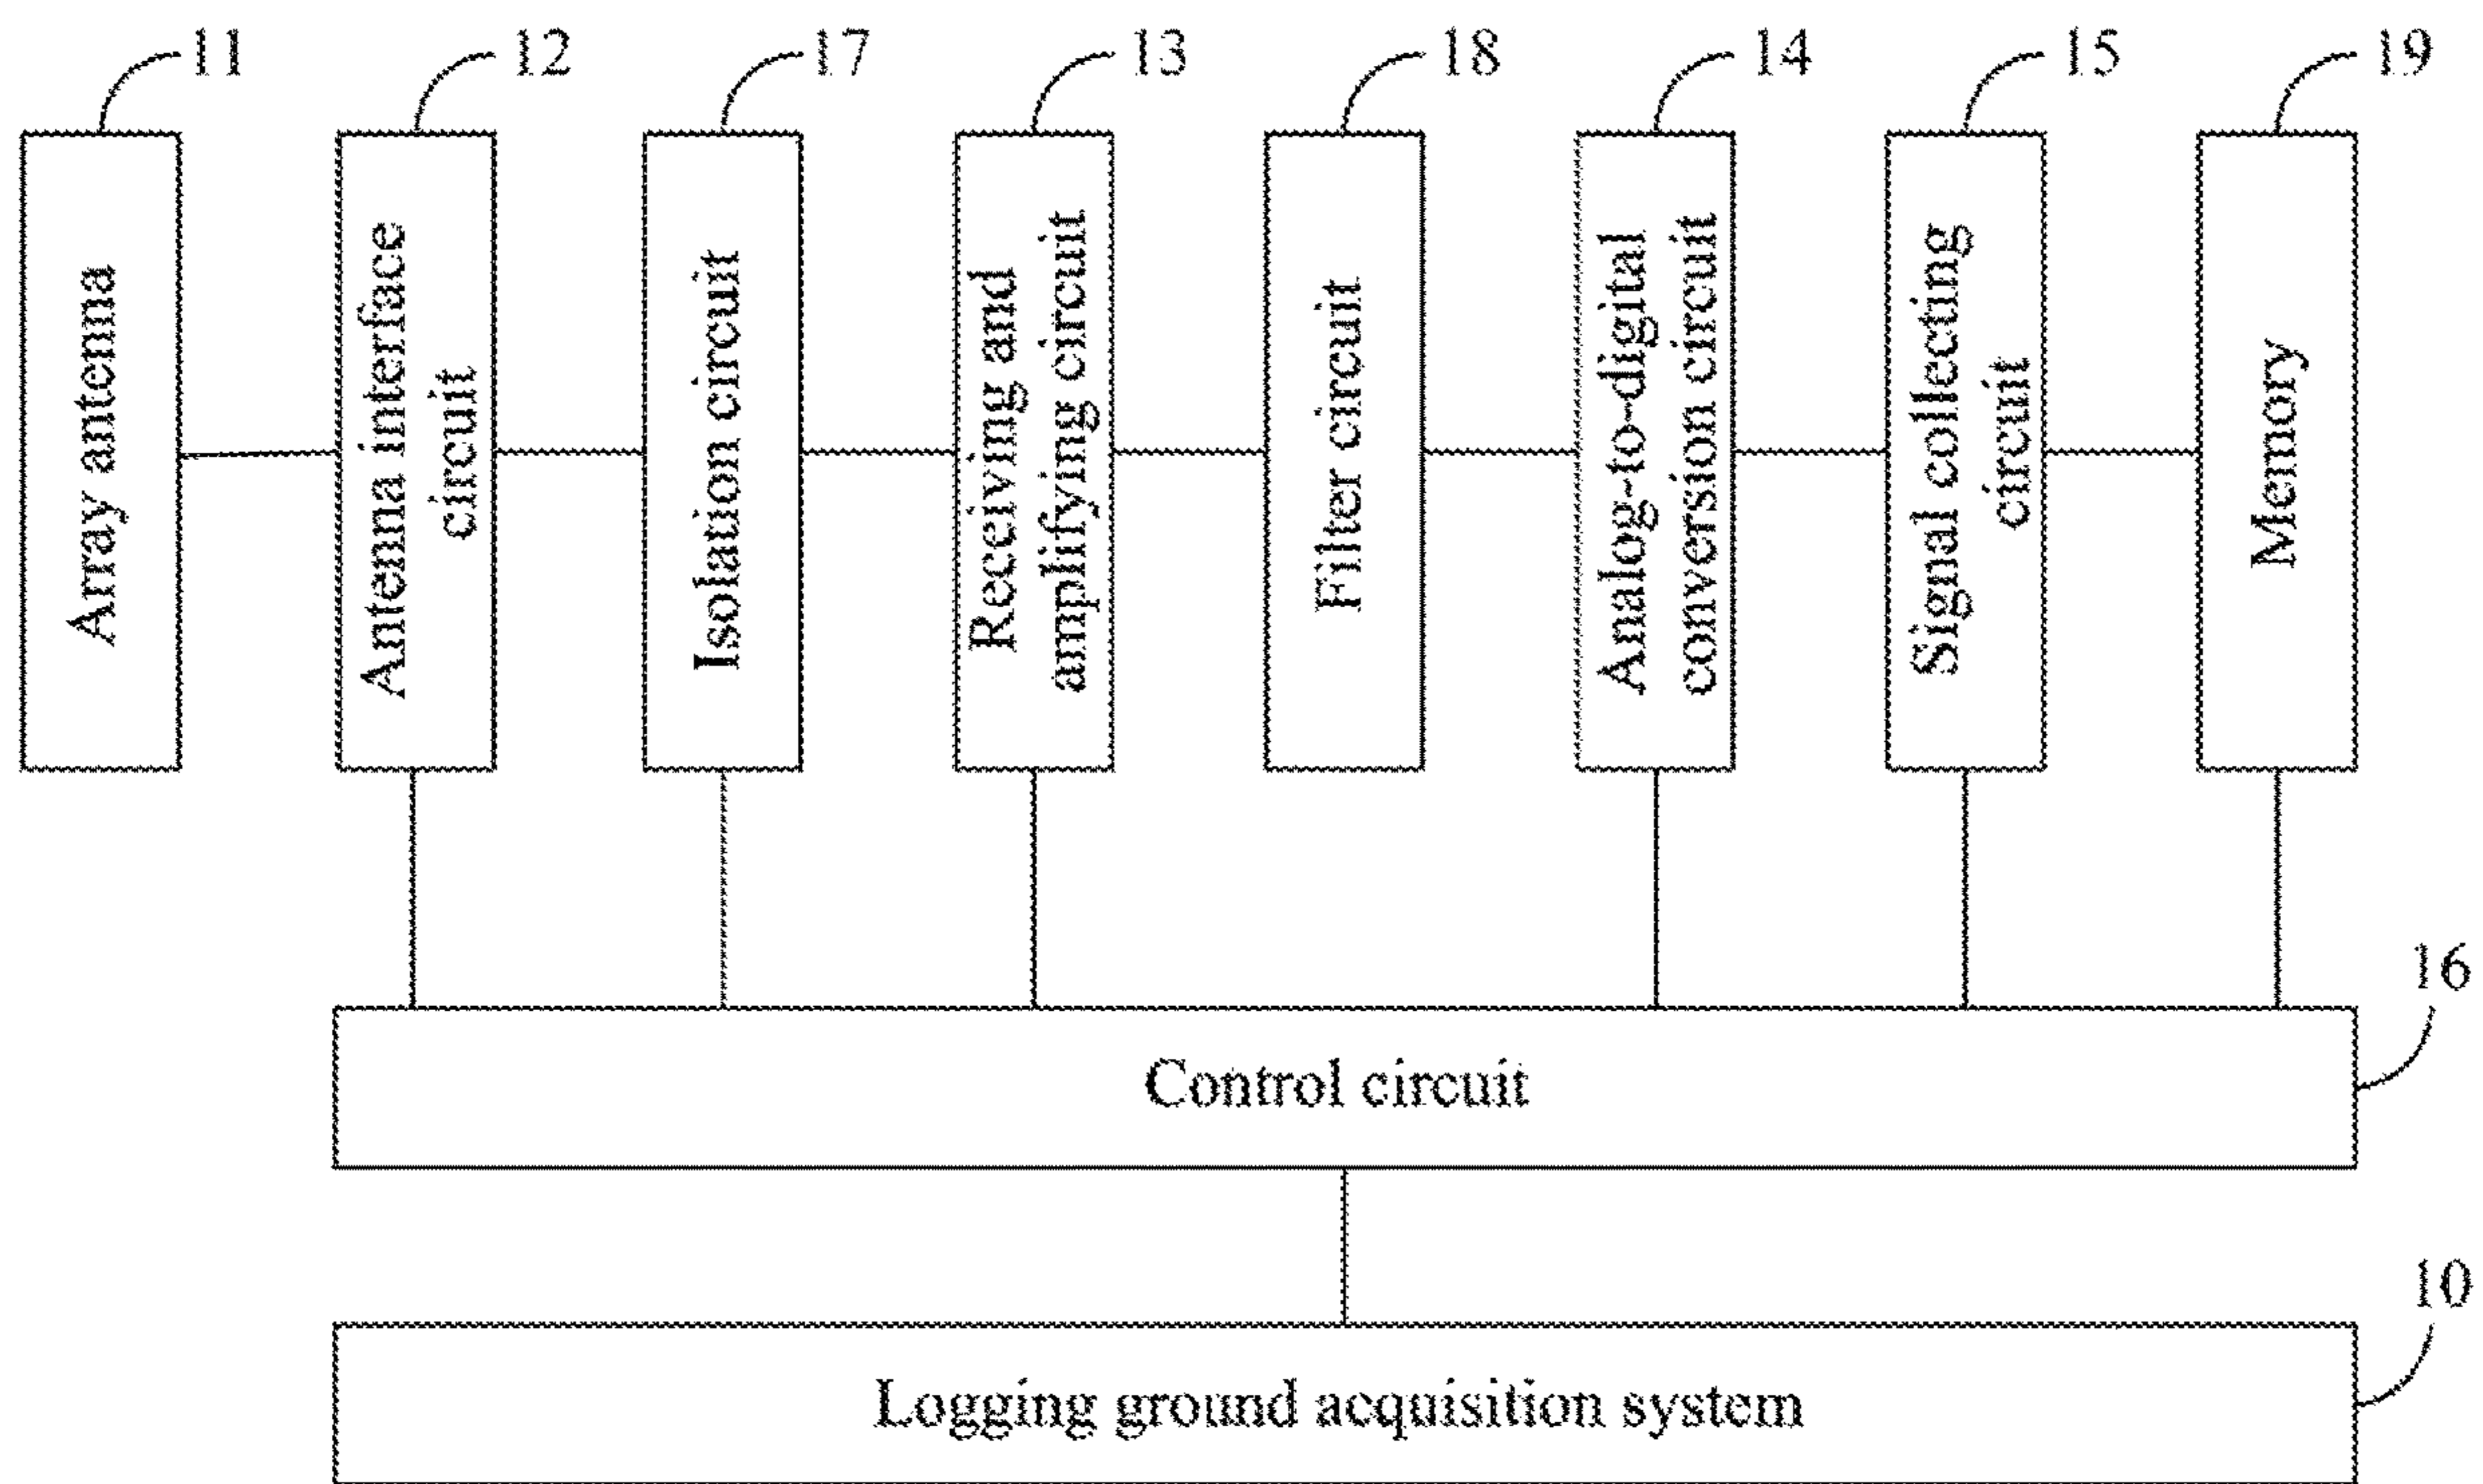 11
12
17
13
18
14
15
19
Array antenna
Antenna interface
circuit
Isolation circuit
Receiving and
amplifying circuit
Filter circuit
Analog-to-digital
conversion circuit
Signal collecting
circuit
Memory
16
Control circuit
10
Logging ground acquisition system